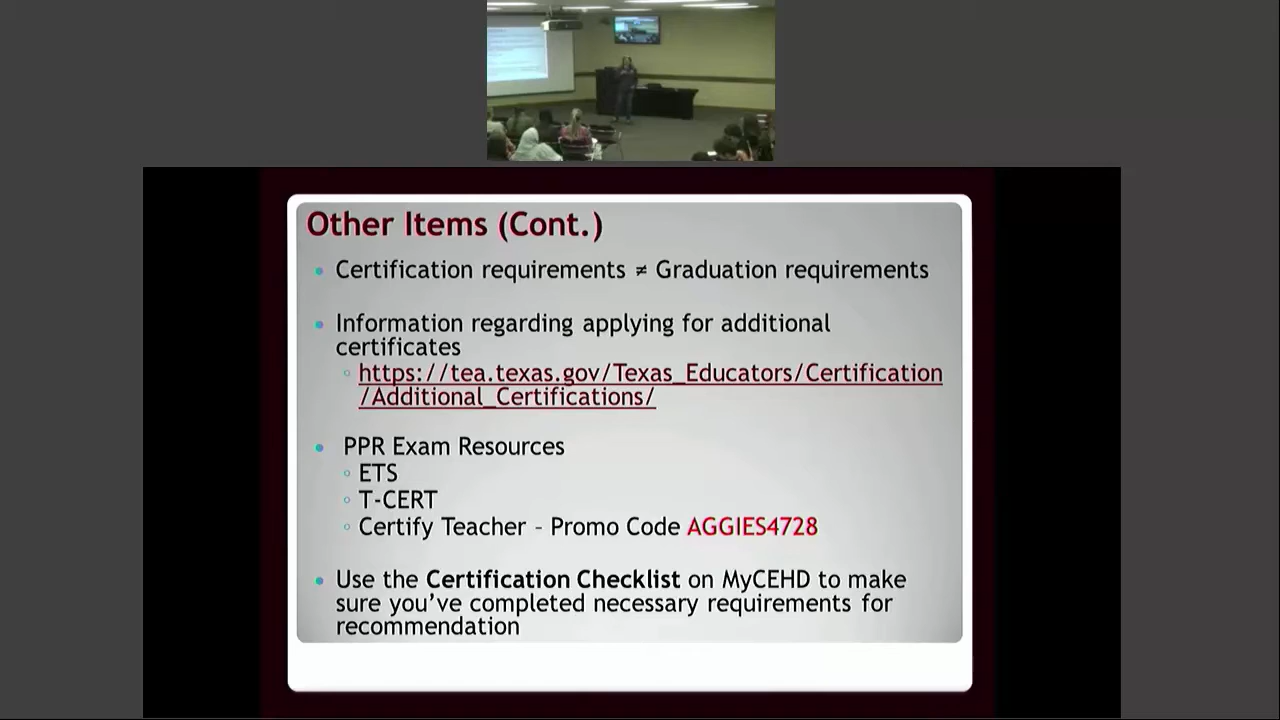 Other Items (Cont.)
Certification requirements ≠ Graduation requirements
Information regarding applying for additional
certificates
https://tea.texas.gov/Texas_Educators/Certification
/Additional_Certifications/
PPR Exam Resources
ETS
T-CERT
Certify Teacher – Promo Code AGGIES4728
Use the Certification Checklist on MyCEHD to make
sure you've completed necessary requirements for
recommendation